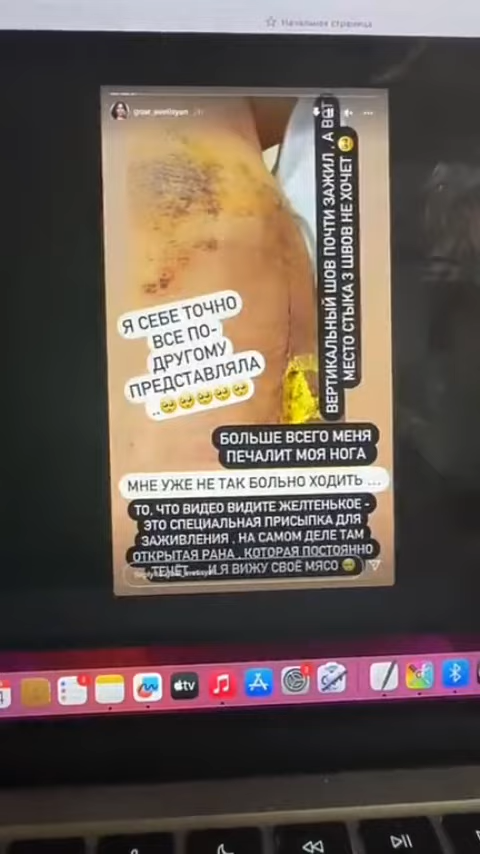 Начальная страница
Я СЕБЕ ТОЧНО
ВСЕ ПО-
ДРУГОМУ
ПРЕДСТАВЛЯЛА
..🥺🥺🥺🥺🥺
ВЕРТИКАЛЬНЫЙ ШОВ ПОЧТИ ЗАЖИЛ , А ВОТ
МЕСТО СТЫКА 3 ШВОВ НЕ ХОЧЕТ 🥺
БОЛЬШЕ ВСЕГО МЕНЯ
ПЕЧАЛИТ МОЯ НОГА
МНЕ УЖЕ НЕ ТАК БОЛЬНО ХОДИТЬ ...
ТО, ЧТО ВИДЕО ВИДИТЕ ЖЕЛТЕНЬКОЕ -
ЭТО СПЕЦИАЛЬНАЯ ПРИСЫПКА ДЛЯ
ЗАЖИВЛЕНИЯ , НА САМОМ ДЕЛЕ ТАМ
ОТКРЫТАЯ РАНА , КОТОРАЯ ПОСТОЯННО
ТЕЧЁТ ... И Я ВИЖУ СВОЁ МЯСО 🥺
tv